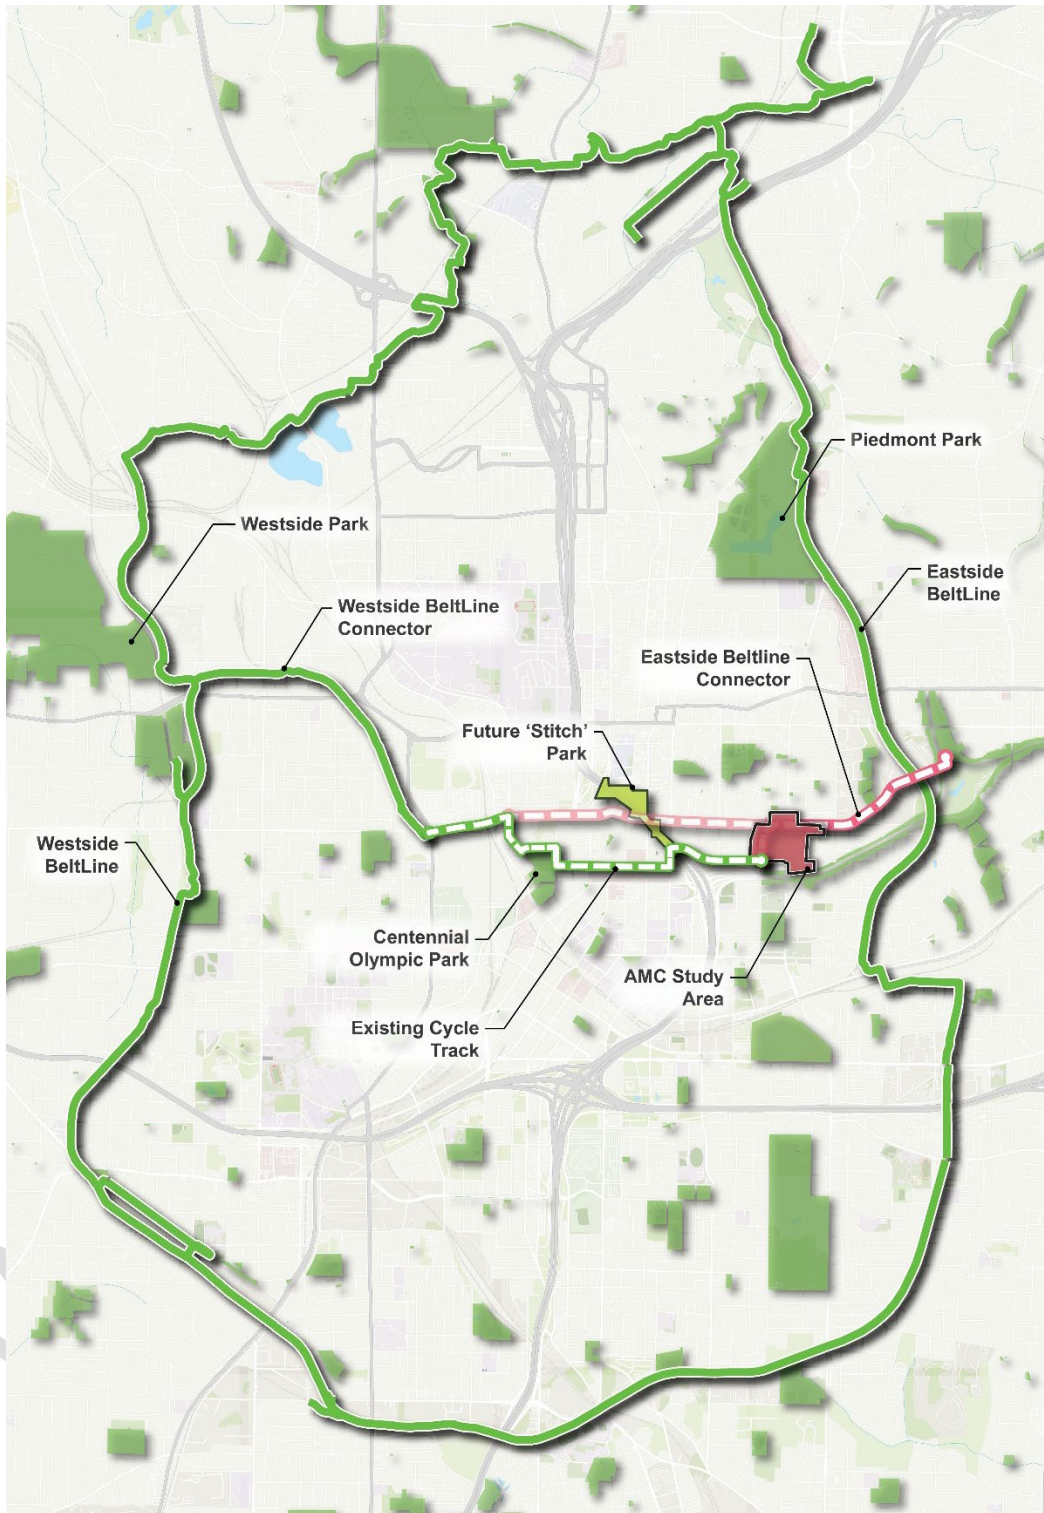 Piedmont Park
Westside Park
Eastside
BeltLine
Westside BeltLine
Connector
Eastside Beltline
Connector
Future ‘Stitch’
Park
Westside
BeltLine
Centennial
Olympic Park
AMC Study
Area
Existing Cycle
Track